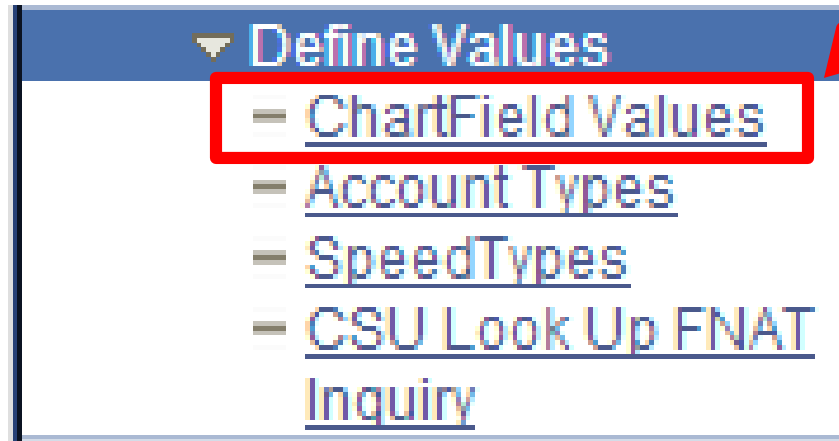 Define Values
ChartField Values
Account Types
SpeedTypes
CSU Look Up FNAT
Inquiry